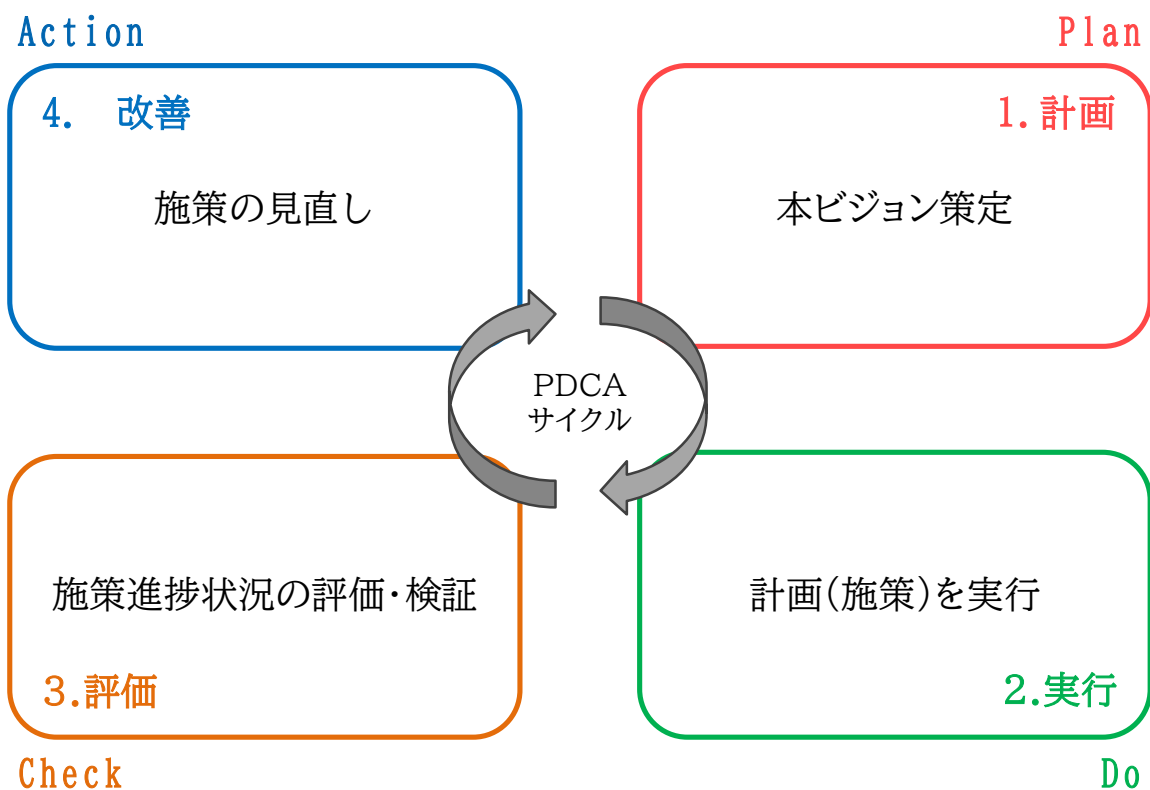 Action
4.　改善
施策の見直し
Plan
1.計画
本ビジョン策定
PDCA
サイクル
施策進捗状況の評価・検証
3.評価
Check
計画(施策)を実行
2.実行
Do